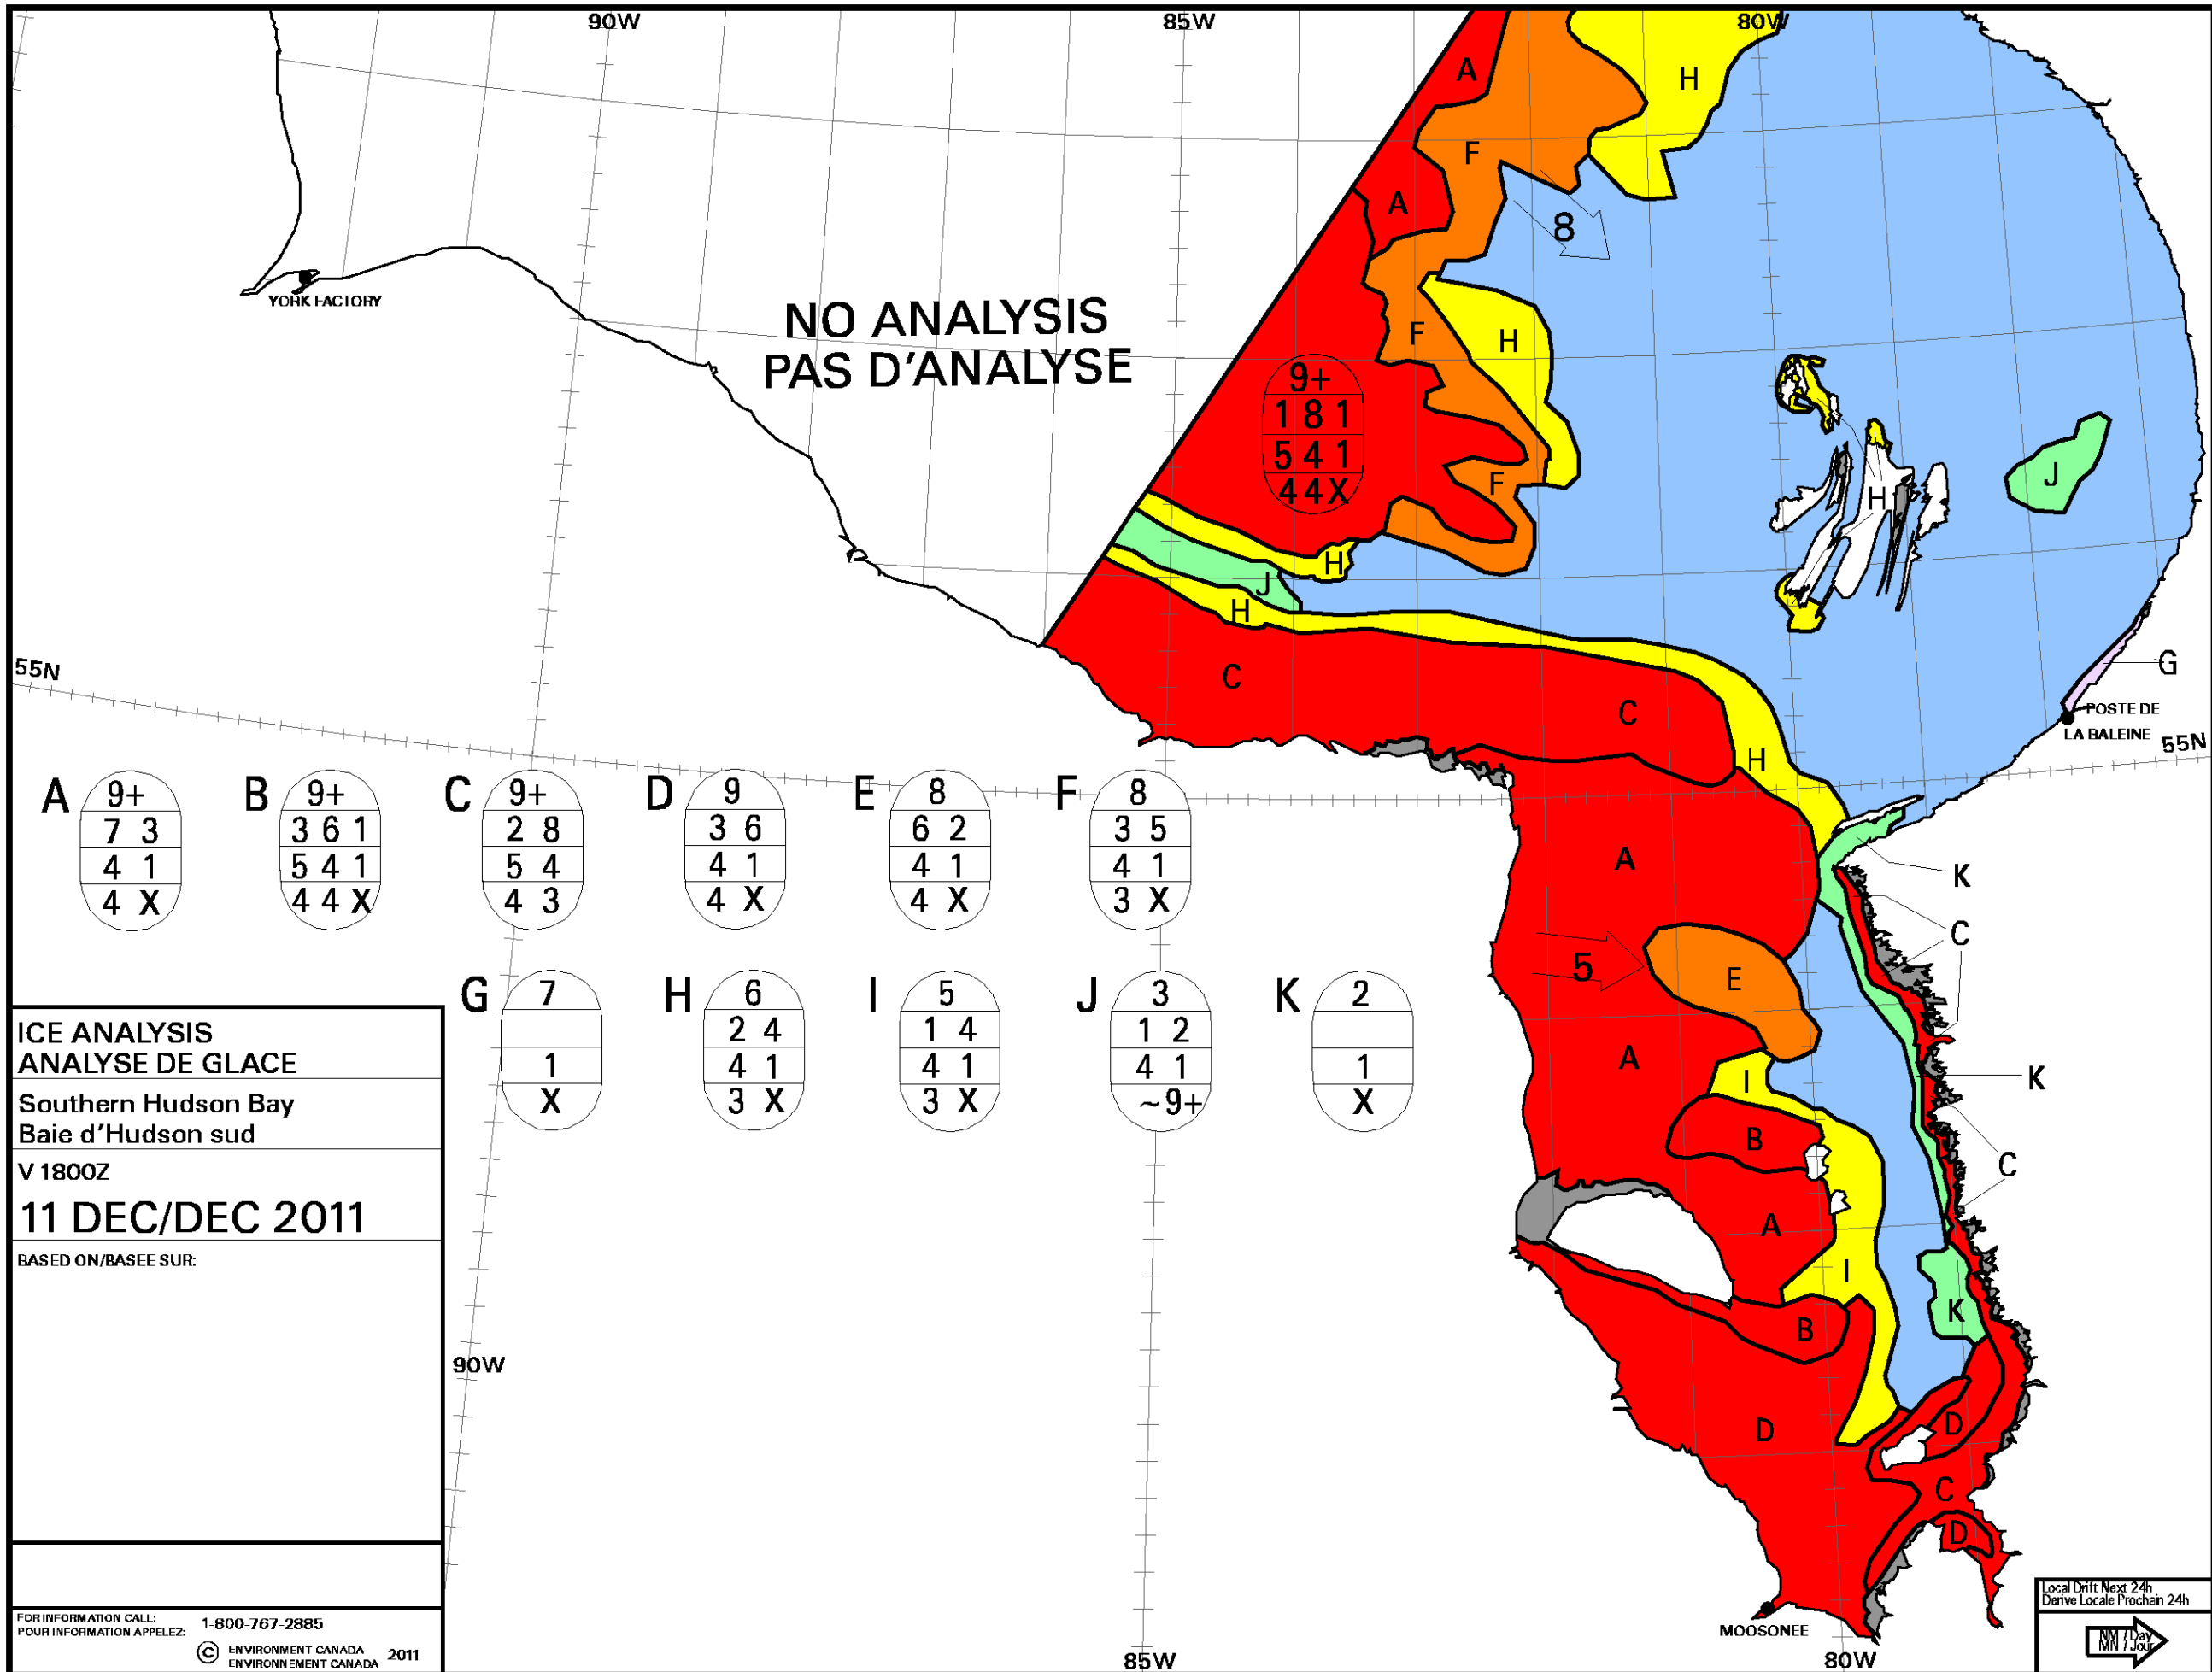 90W
85W
80W
A
H
F
A
8
YORK FACTORY
NO ANALYSIS
PAS D'ANALYSE
F
H
9+
1 8 1
5 4 1
4 4 X
F
H
J
H
J
H
55N
C
C
G
POSTE DE
LA BALEINE
55N
H
A
9+
7 3
4 1
4 X
B
9+
3 6 1
5 4 1
4 4 X
C
9+
2 8
5 4
4 3
D
9
3 6
4 1
4 X
E
8
6 2
4 1
4 X
F
8
3 5
4 1
3 X
A
K
C
5
E
G
7
1
X
H
6
2 4
4 1
3 X
I
5
1 4
4 1
3 X
J
3
1 2
4 1
~9+
K
2
1
X
A
I
K
B
C
A
I
K
B
D
D
C
D
ICE ANALYSIS
ANALYSE DE GLACE
Southern Hudson Bay
Baie d'Hudson sud
V 1800Z
11 DEC/DEC 2011
BASED ON/BASEE SUR:
90W
FOR INFORMATION CALL:
POUR INFORMATION APPELEZ:
1-800-767-2885
© ENVIRONMENT CANADA
ENVIRONNEMENT CANADA
2011
MOOSONEE
85W
80W
Local Drift Next 24h
Derive Locale Prochain 24h
NM / Day
MN / Jour